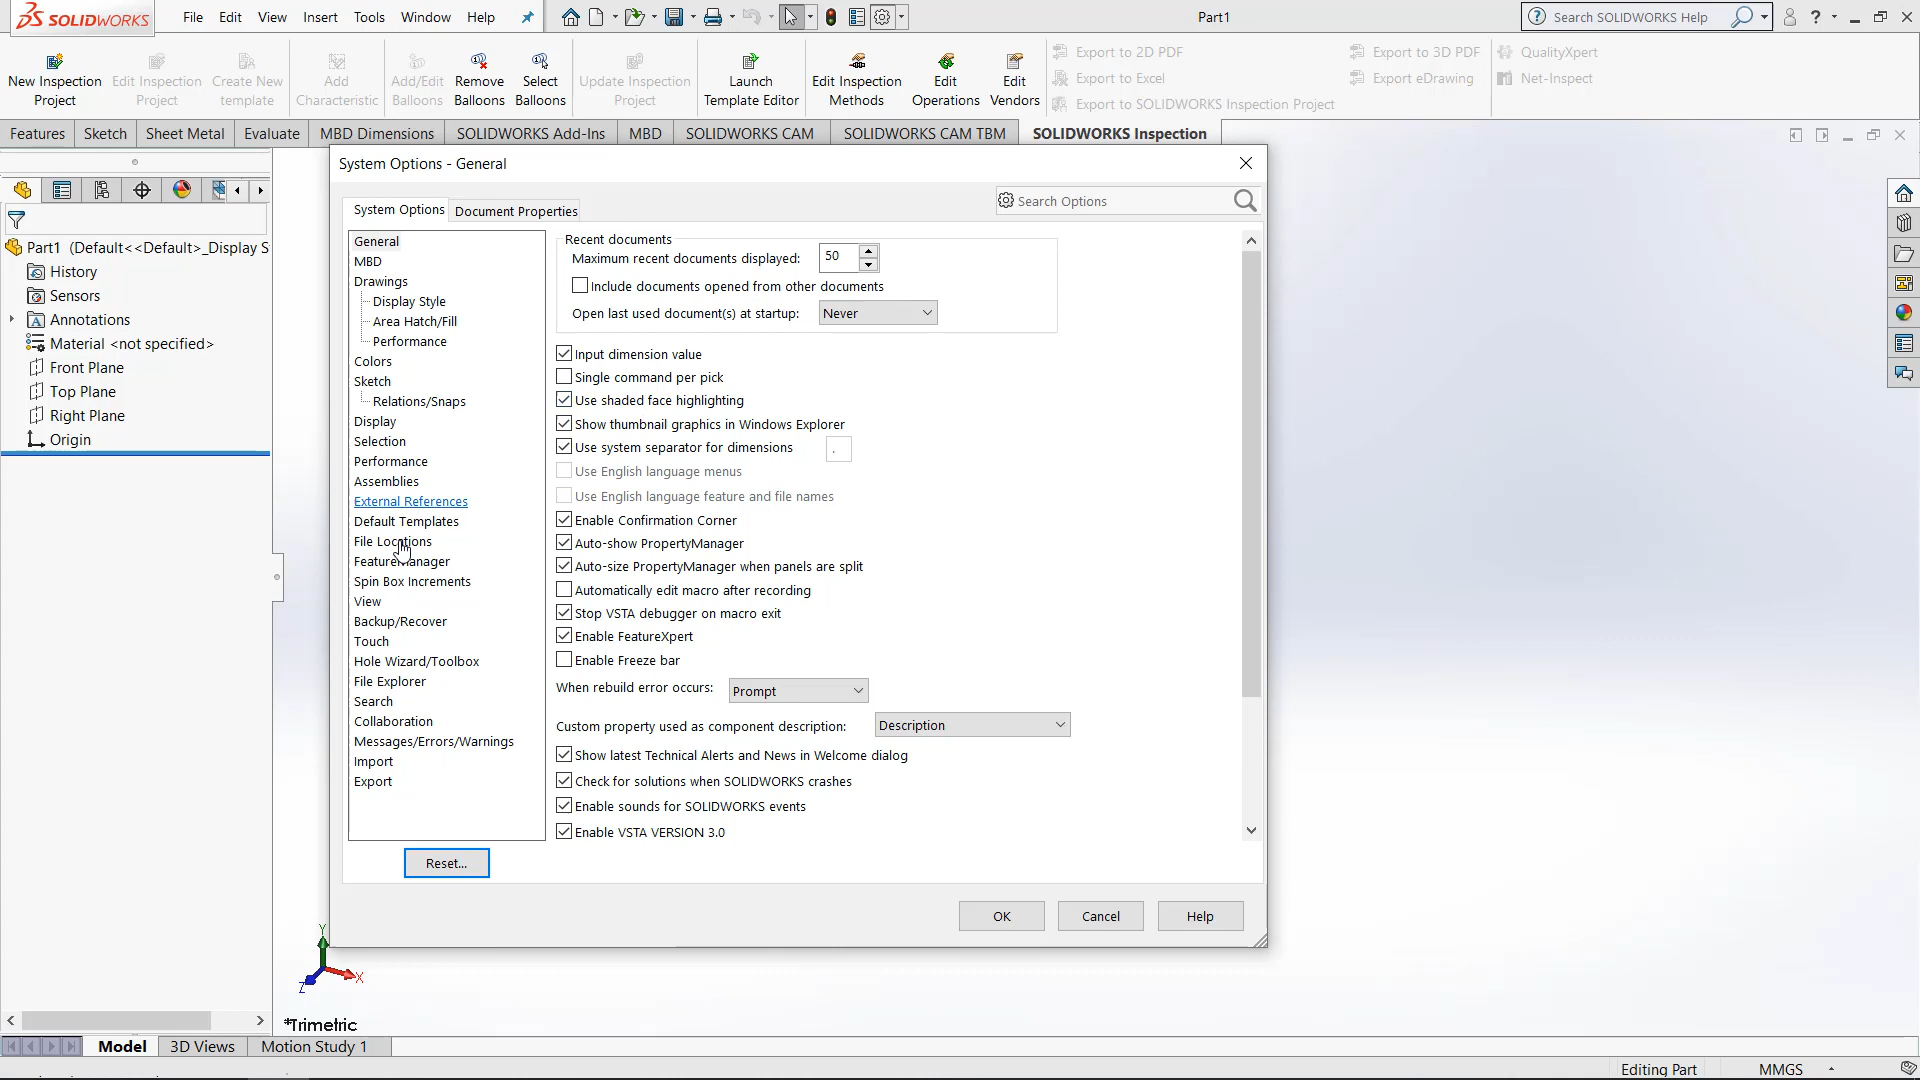 SOLIDWORKS File Edit View Insert Tools Window Help Part1 Search SOLIDWORKS Help ?
New Inspection Project
Edit Inspection Project
Create New template
Add Characteristic
Add/Edit Balloons
Remove Balloons
Select Balloons
Update Inspection Project
Launch Template Editor
Edit Inspection Methods
Edit Operations
Edit Vendors
Export to 2D PDF
Export to Excel
Export to SOLIDWORKS Inspection Project
Export to 3D PDF
Export eDrawing
QualityXpert
Net-Inspect
Features Sketch Sheet Metal Evaluate MBD Dimensions SOLIDWORKS Add-Ins MBD SOLIDWORKS CAM SOLIDWORKS CAM TBM SOLIDWORKS Inspection
Part1 (Default<<Default>_Display S
History
Sensors
Annotations
Material <not specified>
Front Plane
Top Plane
Right Plane
Origin
System Options - General
System Options Document Properties
Search Options
General
MBD
Drawings
Display Style
Area Hatch/Fill
Performance
Colors
Sketch
Relations/Snaps
Display
Selection
Performance
Assemblies
External References
Default Templates
File Locations
FeatureManager
Spin Box Increments
View
Backup/Recover
Touch
Hole Wizard/Toolbox
File Explorer
Search
Collaboration
Messages/Errors/Warnings
Import
Export
Reset...
Recent documents
Maximum recent documents displayed: 50
Include documents opened from other documents
Open last used document(s) at startup: Never
Input dimension value
Single command per pick
Use shaded face highlighting
Show thumbnail graphics in Windows Explorer
Use system separator for dimensions .
Use English language menus
Use English language feature and file names
Enable Confirmation Corner
Auto-show PropertyManager
Auto-size PropertyManager when panels are split
Automatically edit macro after recording
Stop VSTA debugger on macro exit
Enable FeatureXpert
Enable Freeze bar
When rebuild error occurs: Prompt
Custom property used as component description: Description
Show latest Technical Alerts and News in Welcome dialog
Check for solutions when SOLIDWORKS crashes
Enable sounds for SOLIDWORKS events
Enable VSTA VERSION 3.0
OK Cancel Help
Y
X
Z
*Trimetric
Model 3D Views Motion Study 1
Editing Part MMGS